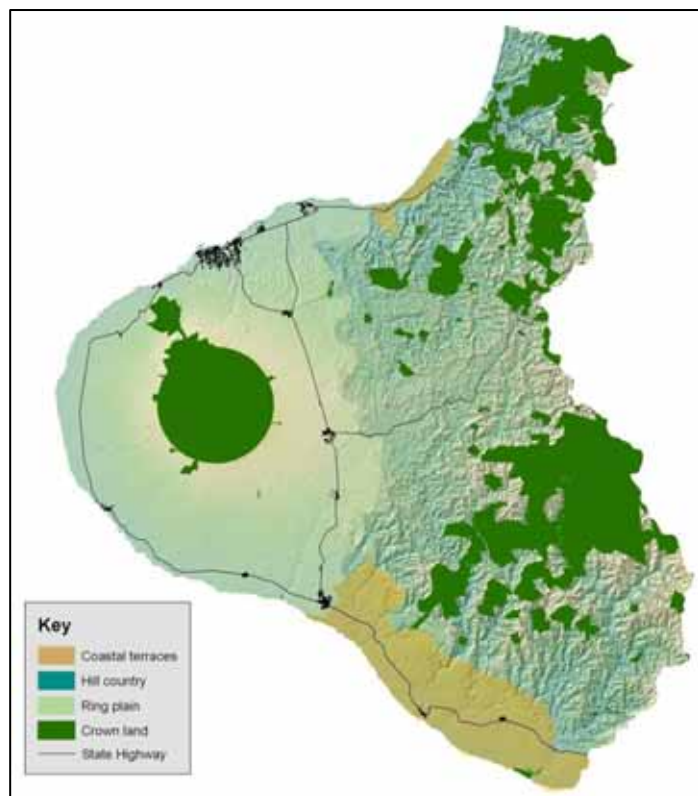 Key
Coastal terraces
Hill country
Ring plain
Crown land
State Highway